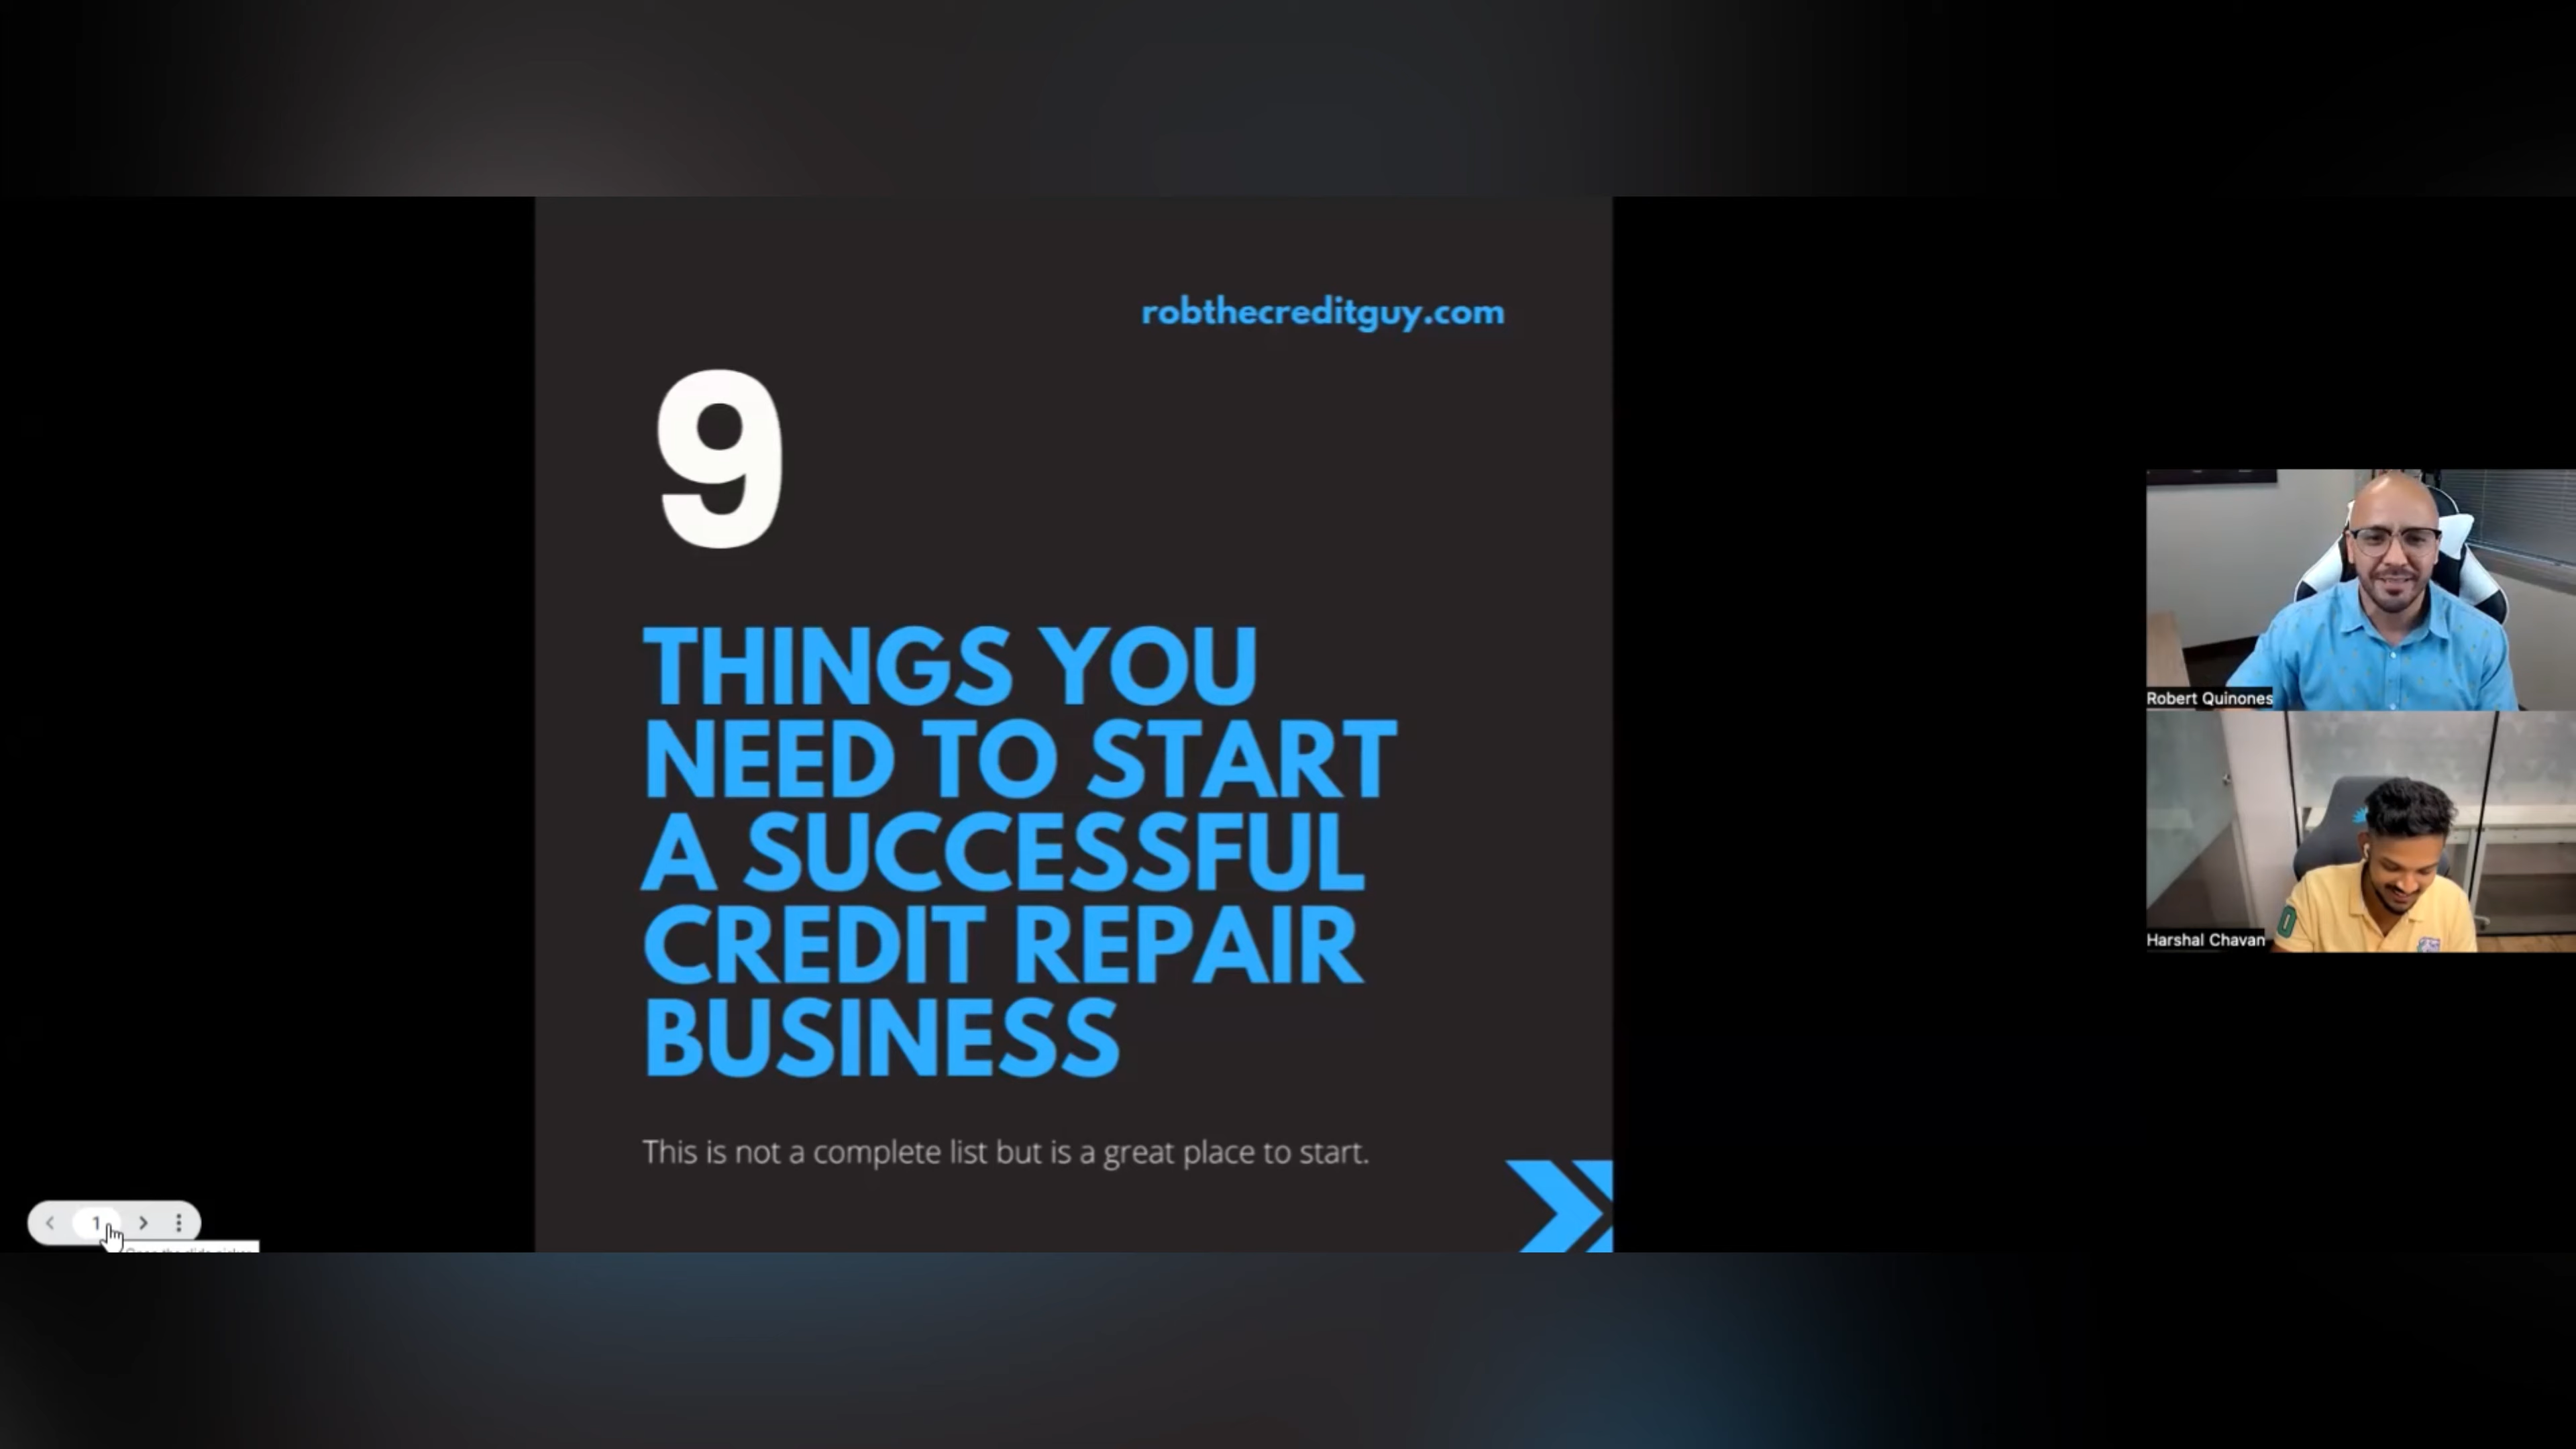 robthecreditguy.com
9
THINGS YOU
NEED TO START
A SUCCESSFUL
CREDIT REPAIR
BUSINESS
This is not a complete list but is a great place to start.
1
Robert Quinones
Harshal Chavan